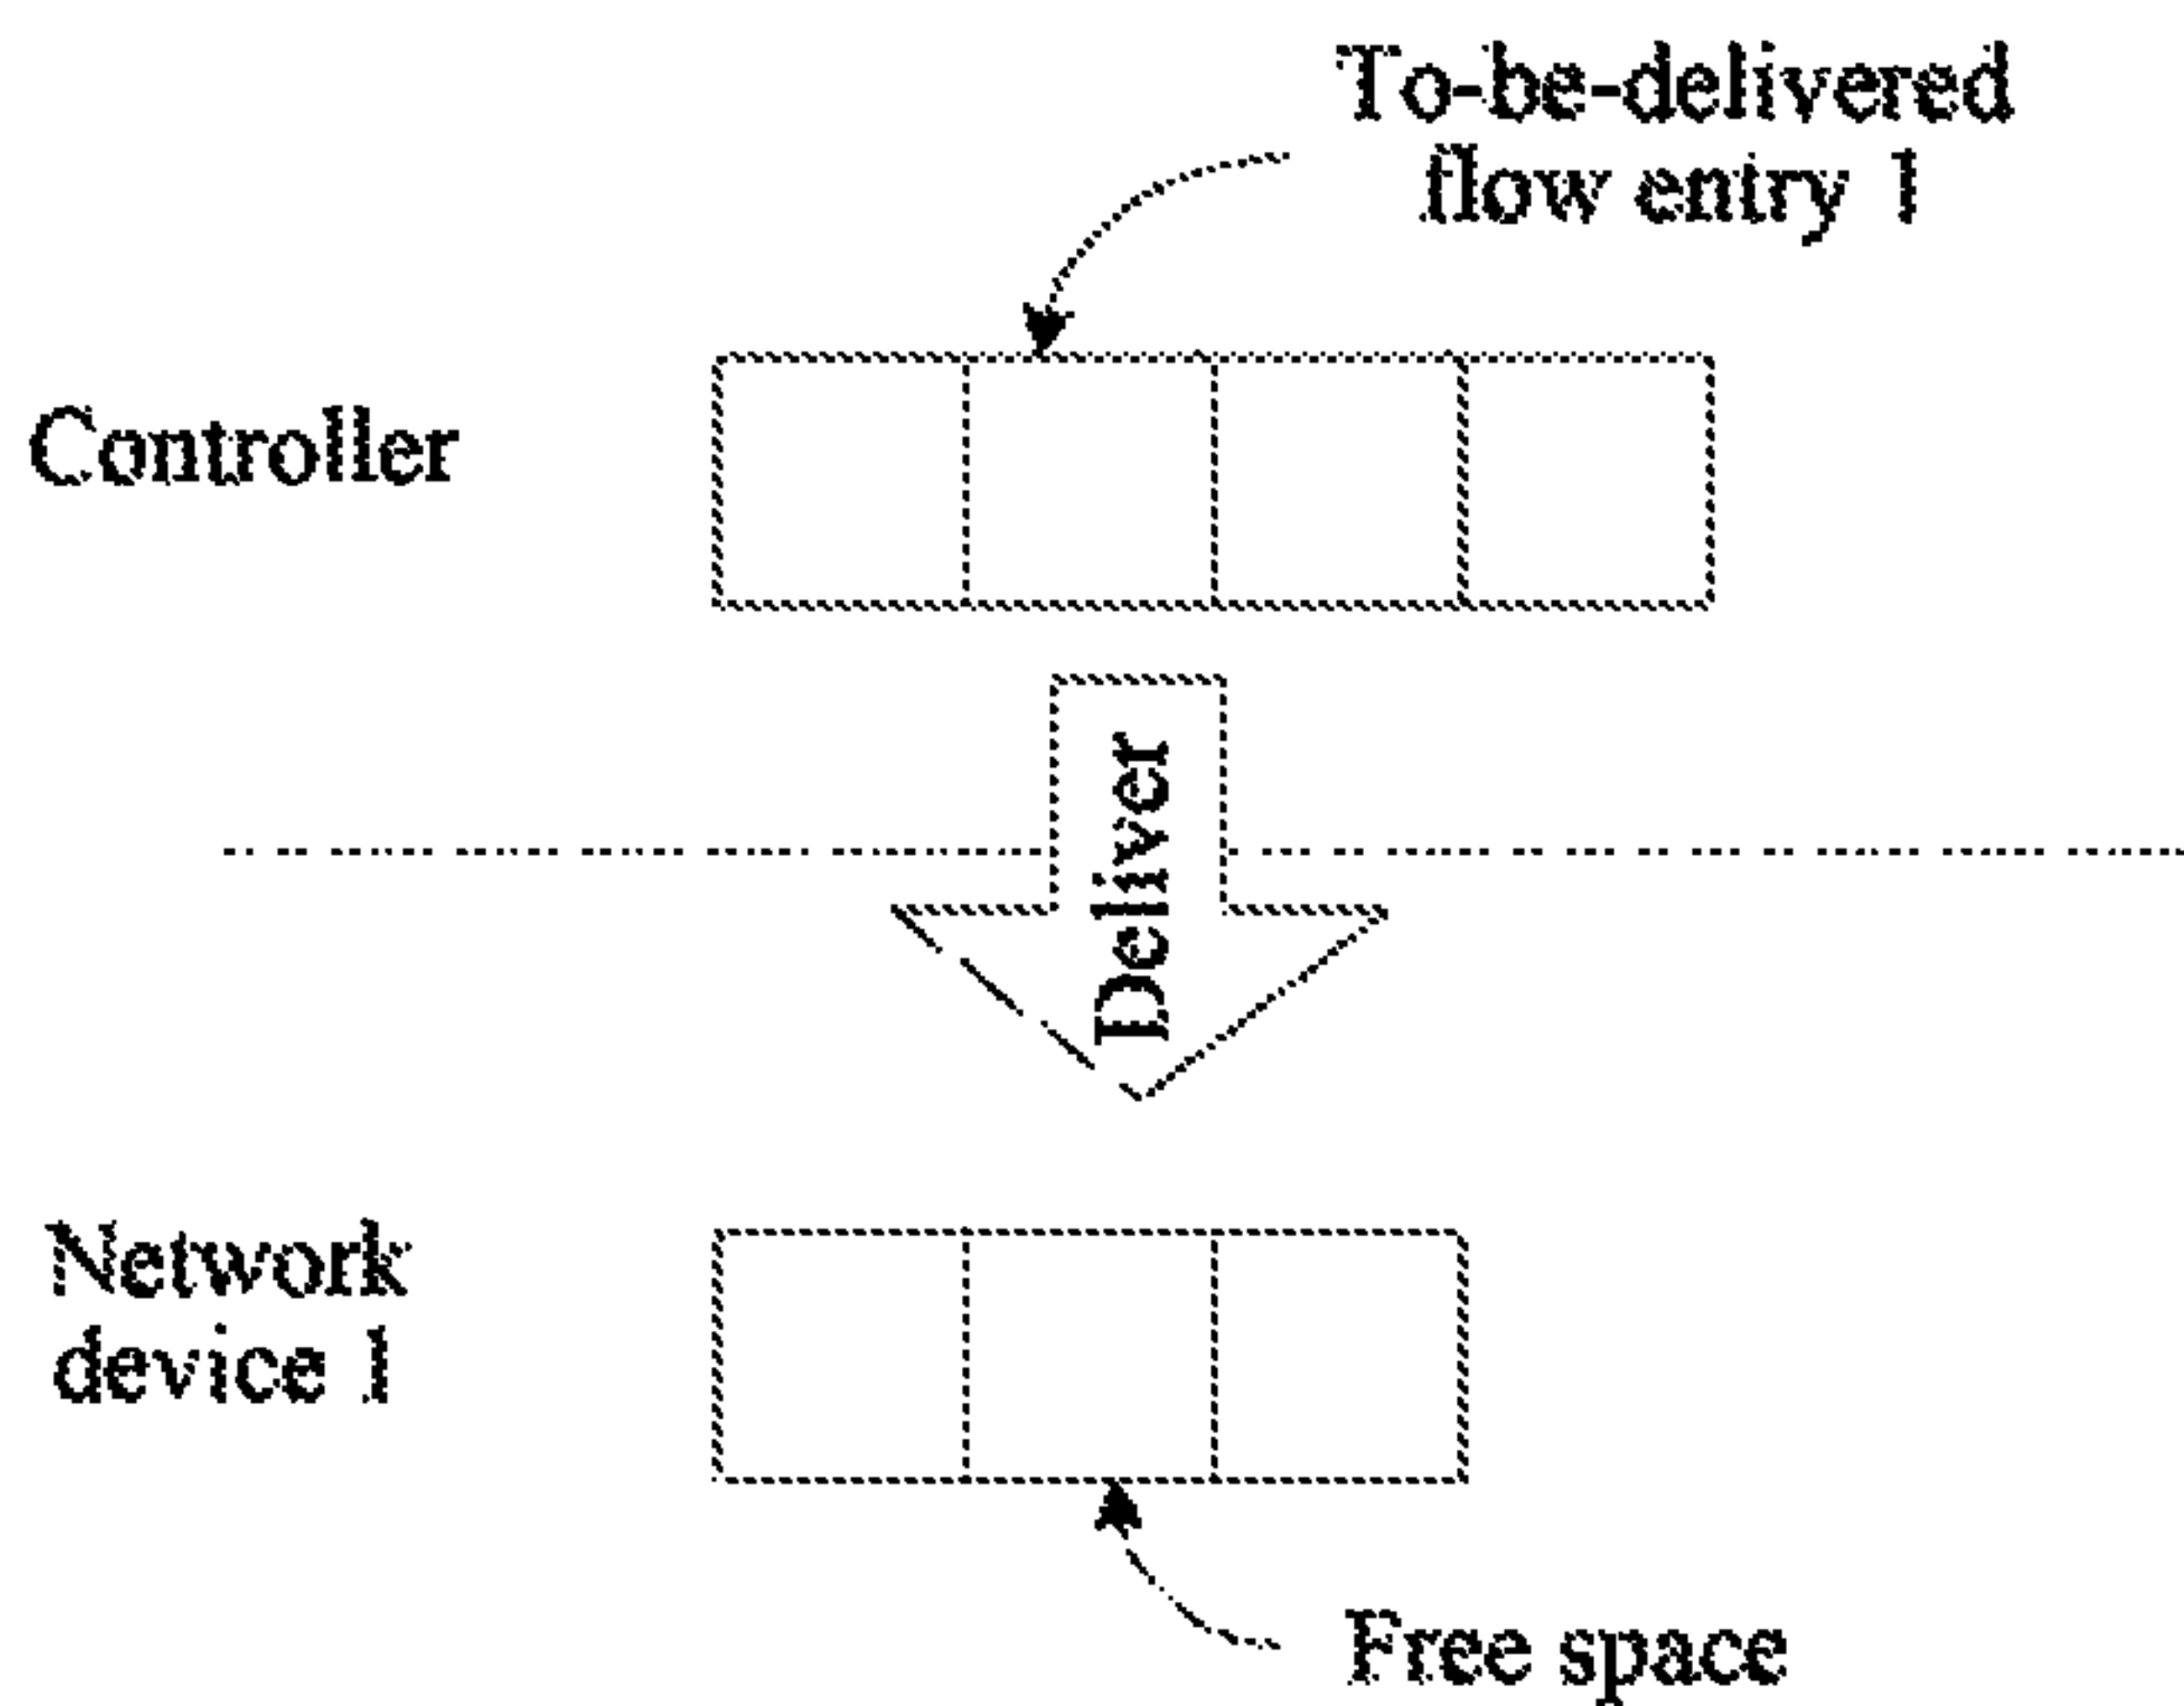 To-be-delivered
flow entry 1
Controller
Deliver
Network
device 1
Free space